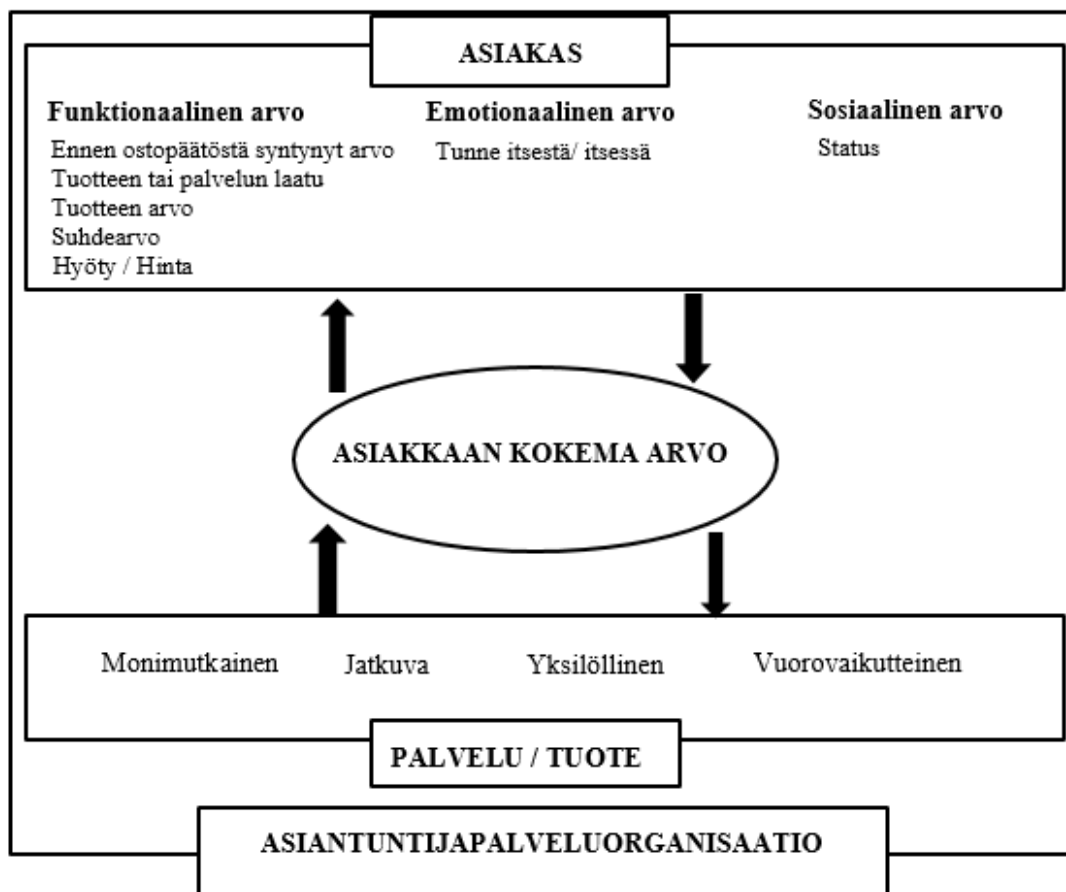 ASIAKAS
Funktionaalinen arvo
Ennen ostopäätöstä syntynyt arvo
Tuotteen tai palvelun laatu
Tuotteen arvo
Suhdearvo
Hyöty / Hinta
Emotionaalinen arvo
Tunne itsestä/ itsessä
Sosiaalinen arvo
Status
ASIAKKAAN KOKEMA ARVO
Monimutkainen
Jatkuva
Yksilöllinen
Vuorovaikutteinen
PALVELU / TUOTE
ASIANTUNTIJAPALVELUORGANISAATIO